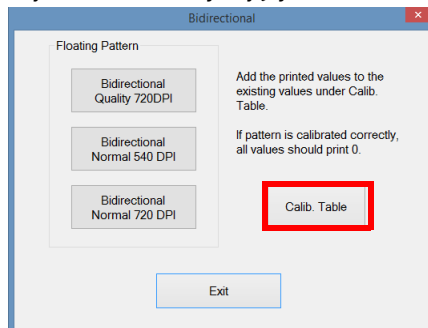 Bidirectional
Floating Pattern
Bidirectional
Quality 720DPI
Bidirectional
Normal 540 DPI
Bidirectional
Normal 720 DPI
Add the printed values to the
existing values under Calib.
Table.
If pattern is calibrated correctly,
all values should print 0.
Calib. Table
Exit